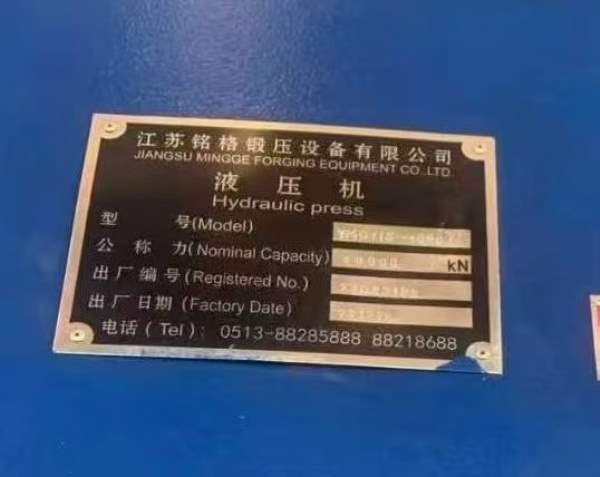 江苏铭格锻压设备有限公司
JIANGSU MINGGE FORGING EQUIPMENT CO.,LTD.
液压机
Hydraulic press
型号(Model)
公称力(Nominal Capacity) kN
出厂编号(Registered No.)
出厂日期(Factory Date)
电话(Tel): 0513-88285888 88218688